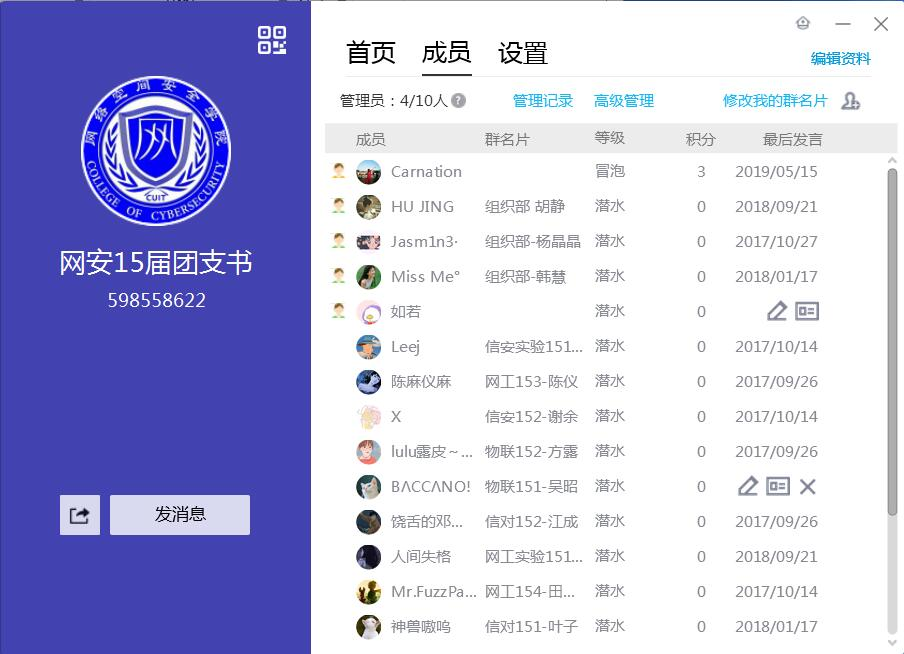 网络空间安全学院
网
CUIT
COLLEGE OF CYBERSECURITY
网安15届团支书
598558622
发消息
首页 成员 设置
编辑资料
管理员：4/10人 ? 管理记录 高级管理 修改我的群名片
成员 群名片 等级 积分 最后发言
Carnation 冒泡 3 2019/05/15
HU JING 组织部 胡静 潜水 0 2018/09/21
Jasm1n3· 组织部-杨晶晶 潜水 0 2017/10/27
Miss Me° 组织部-韩慧 潜水 0 2018/01/17
如若 潜水 0
Leej 信安实验151... 潜水 0 2017/10/14
陈麻仪麻 网工153-陈仪 潜水 0 2017/09/26
X 信安152-谢余 潜水 0 2017/10/14
lulu露皮～... 物联152-方露 潜水 0 2017/09/26
BΛCCΛNO! 物联151-吴昭 潜水 0
饶舌的邓... 信对152-江成 潜水 0 2017/09/26
人间失格 网工实验151... 潜水 0 2018/09/21
Mr.FuzzPa... 网工154-田... 潜水 0 2017/10/14
神兽嗷呜 信对151-叶子 潜水 0 2018/01/17